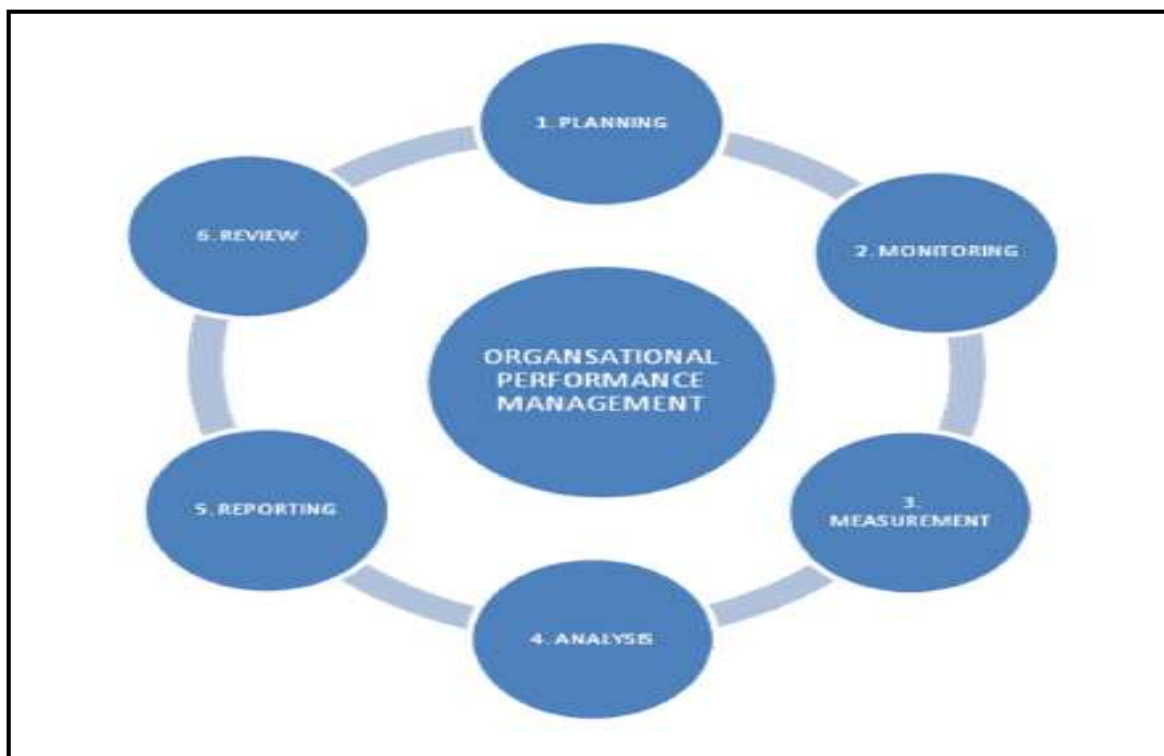 1. PLANNING
2. MONITORING
3.
MEASUREMENT
4. ANALYSIS
5. REPORTING
6. REVIEW
ORGANSATIONAL
PERFORMANCE
MANAGEMENT